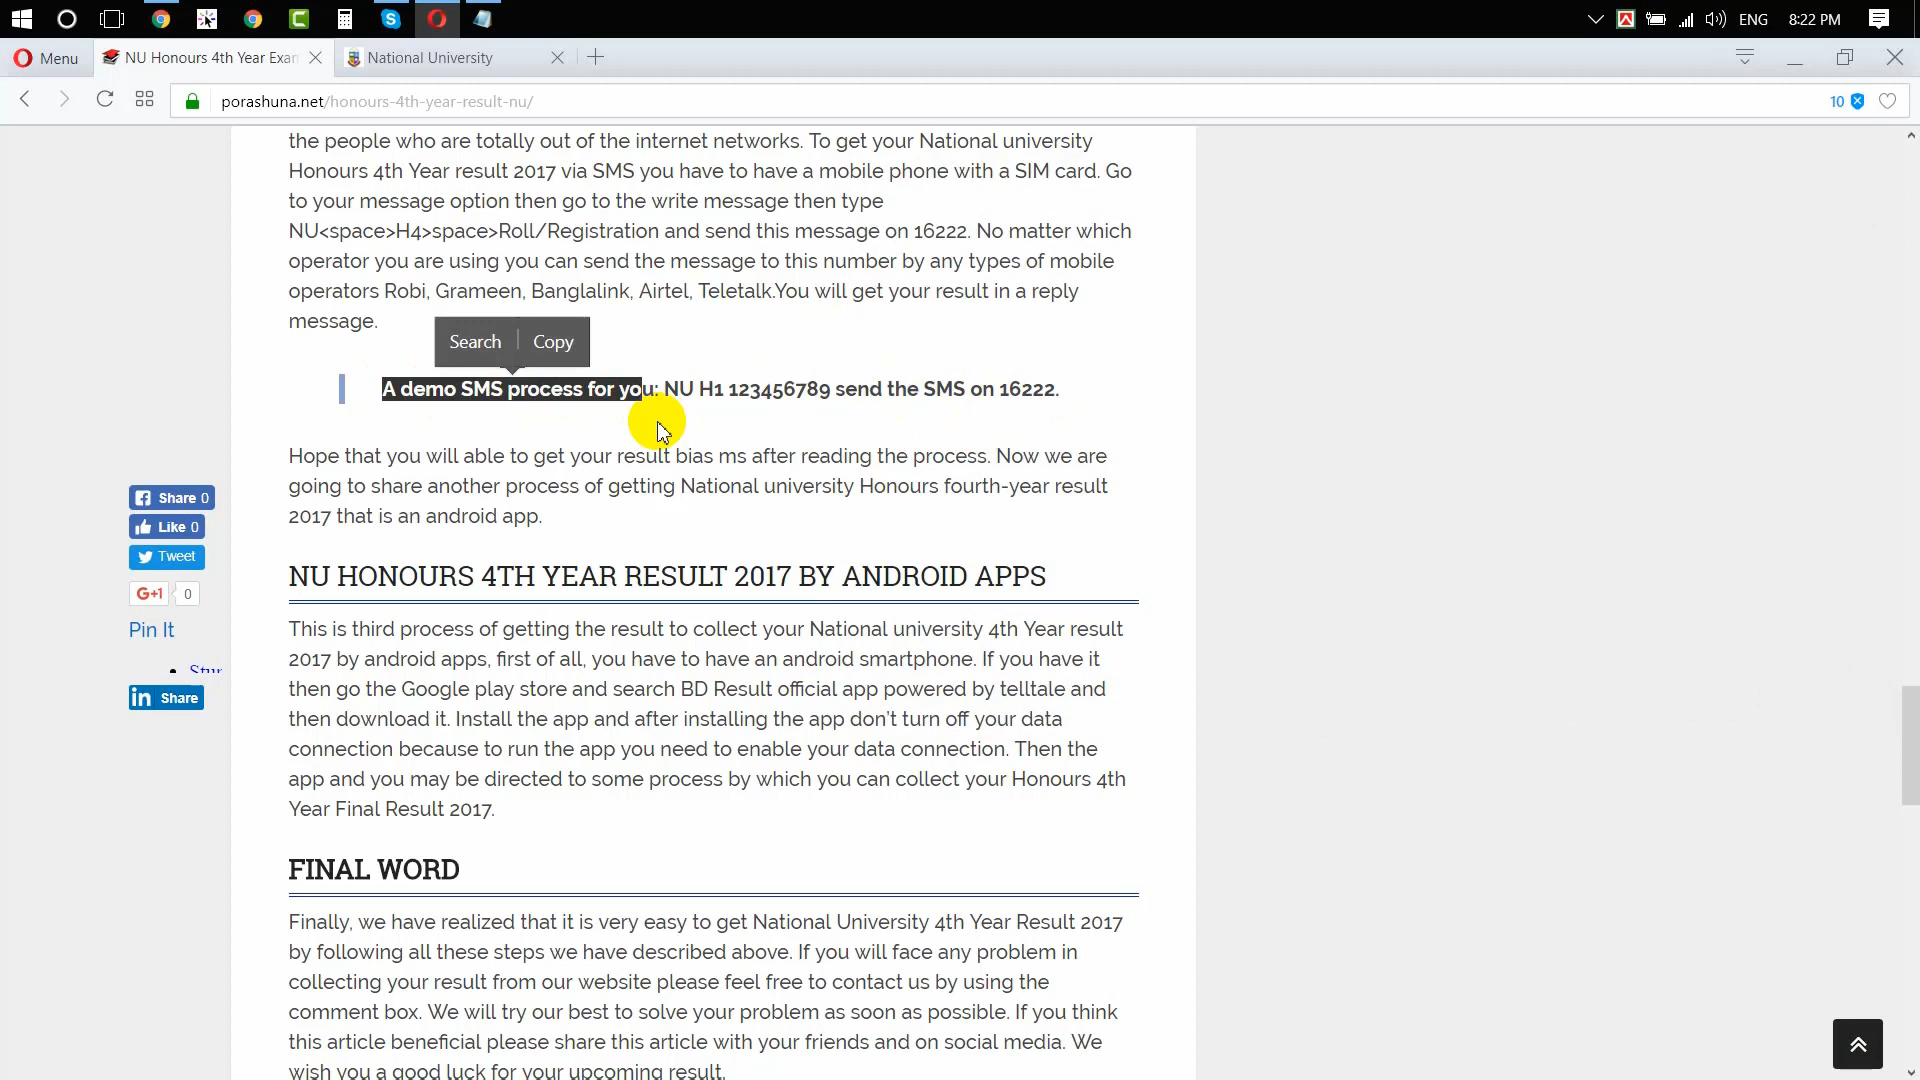 ENG
8:22 PM
Menu
NU Honours 4th Year Exar
National University
porashuna.net/honours-4th-year-result-nu/
10
the people who are totally out of the internet networks. To get your National university
Honours 4th Year result 2017 via SMS you have to have a mobile phone with a SIM card. Go
to your message option then go to the write message then type
NU<space>H4>space>Roll/Registration and send this message on 16222. No matter which
operator you are using you can send the message to this number by any types of mobile
operators Robi, Grameen, Banglalink, Airtel, Teletalk.You will get your result in a reply
message.
Search
Copy
A demo SMS process for you: NU H1 123456789 send the SMS on 16222.
Hope that you will able to get your result bias ms after reading the process. Now we are
going to share another process of getting National university Honours fourth-year result
2017 that is an android app.
Share 0
Like 0
Tweet
G+1
0
Pin It
in Share
NU HONOURS 4TH YEAR RESULT 2017 BY ANDROID APPS
This is third process of getting the result to collect your National university 4th Year result
2017 by android apps, first of all, you have to have an android smartphone. If you have it
then go the Google play store and search BD Result official app powered by telltale and
then download it. Install the app and after installing the app don't turn off your data
connection because to run the app you need to enable your data connection. Then the
app and you may be directed to some process by which you can collect your Honours 4th
Year Final Result 2017.
FINAL WORD
Finally, we have realized that it is very easy to get National University 4th Year Result 2017
by following all these steps we have described above. If you will face any problem in
collecting your result from our website please feel free to contact us by using the
comment box. We will try our best to solve your problem as soon as possible. If you think
this article beneficial please share this article with your friends and on social media. We
wish you a good luck for your upcoming result.